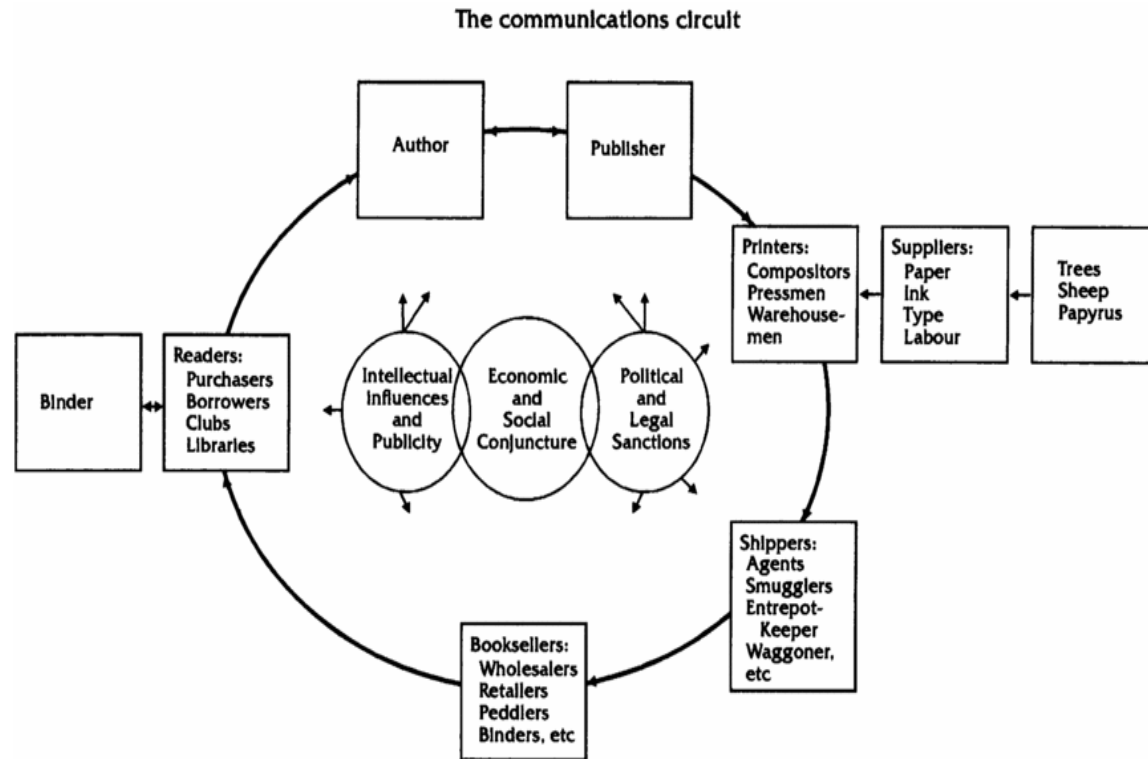 The communications circuit
Author
Publisher
Printers:
Compositors
Pressmen
Warehouse-
men
Suppliers:
Paper
Ink
Type
Labour
Trees
Sheep
Papyrus
Intellectual
Influences
and
Publicity
Economic
and
Social
Conjuncture
Political
and
Legal
Sanctions
Binder
Readers:
Purchasers
Borrowers
Clubs
Libraries
Shippers:
Agents
Smugglers
Entrepot-
Keeper
Waggoner,
etc
Booksellers:
Wholesalers
Retailers
Peddlers
Binders, etc